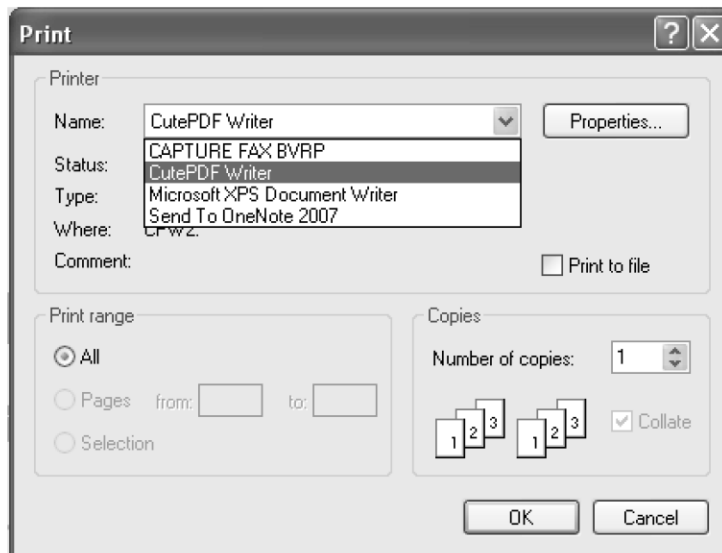 Print
Printer
Name: CutePDF Writer Properties...
CAPTURE FAX BVRP
Status: CutePDF Writer
Type: Microsoft XPS Document Writer
Send To OneNote 2007
Where: CPW2:
Comment: Print to file
Print range
All
Pages from: to:
Selection
Copies
Number of copies: 1
1 2 3 1 2 3 Collate
OK Cancel